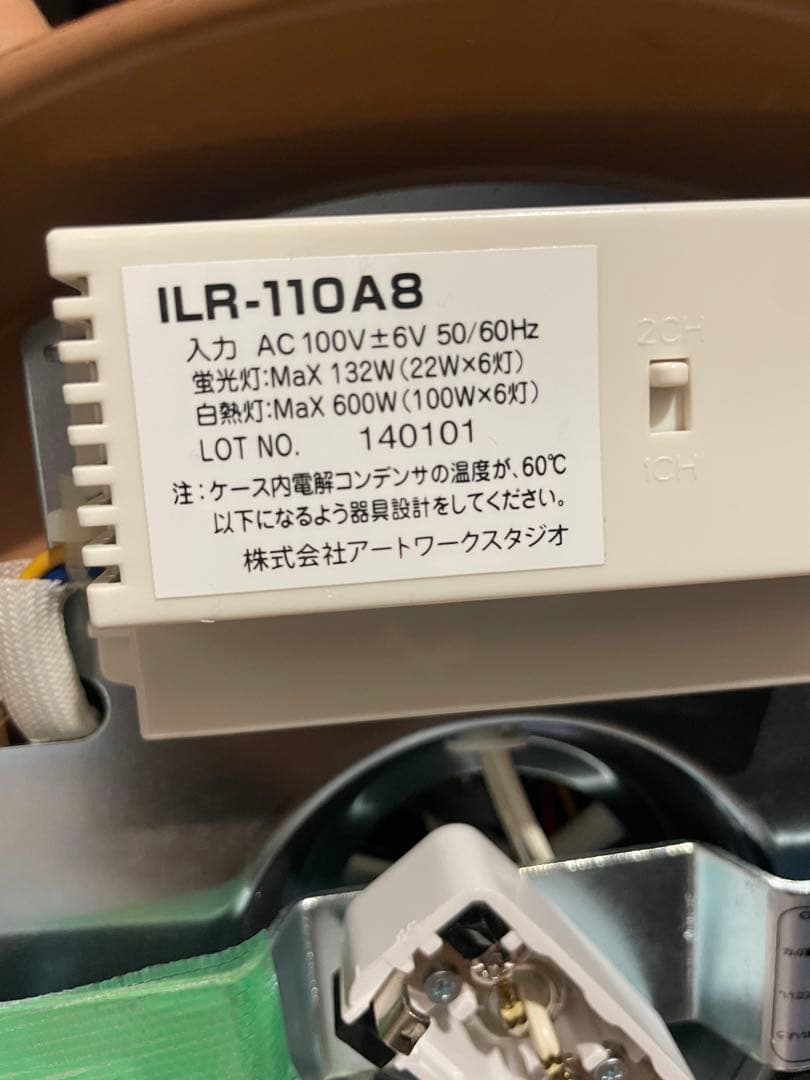 ILR-110A8
入力 AC 100V±6V 50/60Hz
蛍光灯:MaX 132W(22W×6灯)
白熱灯:MaX 600W(100W×6灯)
LOT NO. 140101
注:ケース内電解コンデンサの温度が、60℃
以下になるよう器具設計をしてください。
株式会社アートワークスタジオ
2CH
1CH